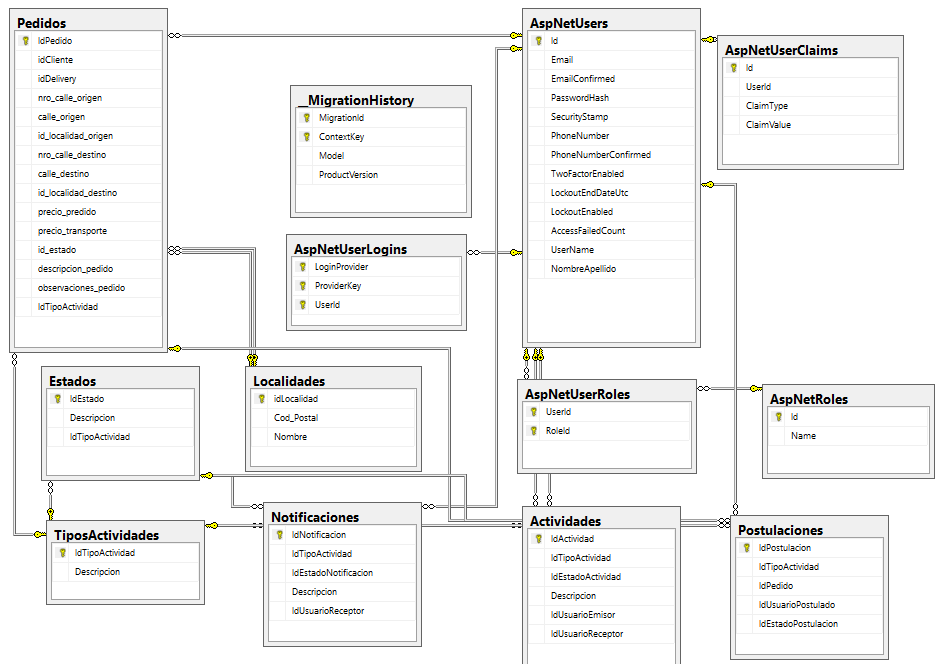 Pedidos
IdPedido
idCliente
idDelivery
nro_calle_origen
calle_origen
id_localidad_origen
nro_calle_destino
calle_destino
id_localidad_destino
precio_predido
precio_transporte
id_estado
descripcion_pedido
observaciones_pedido
IdTipoActividad
__MigrationHistory
MigrationId
ContextKey
Model
ProductVersion
AspNetUserLogins
LoginProvider
ProviderKey
UserId
AspNetUsers
Id
Email
EmailConfirmed
PasswordHash
SecurityStamp
PhoneNumber
PhoneNumberConfirmed
TwoFactorEnabled
LockoutEndDateUtc
LockoutEnabled
AccessFailedCount
UserName
NombreApellido
AspNetUserClaims
Id
UserId
ClaimType
ClaimValue
Estados
IdEstado
Descripcion
IdTipoActividad
Localidades
idLocalidad
Cod_Postal
Nombre
AspNetUserRoles
UserId
RoleId
AspNetRoles
Id
Name
TiposActividades
IdTipoActividad
Descripcion
Notificaciones
IdNotificacion
IdTipoActividad
IdEstadoNotificacion
Descripcion
IdUsuarioReceptor
Actividades
IdActividad
IdTipoActividad
IdEstadoActividad
Descripcion
IdUsuarioEmisor
IdUsuarioReceptor
Postulaciones
IdPostulacion
IdTipoActividad
IdPedido
IdUsuarioPostulado
IdEstadoPostulacion